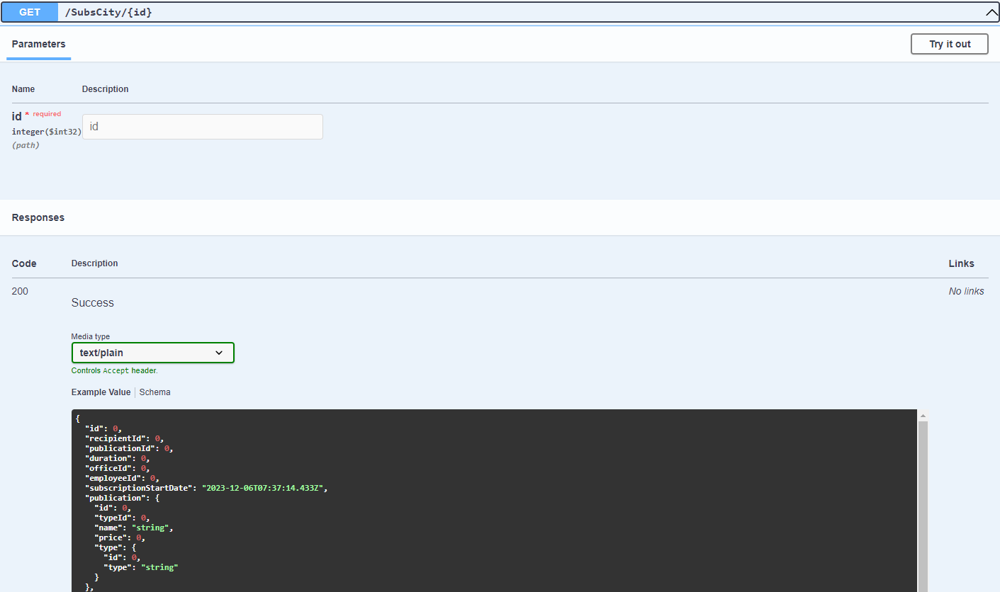 GET /SubsCity/{id}
Parameters
Try it out
Name Description
id * required
integer($int32)
(path)
id
Responses
Code Description Links
200 Success No links
Media type
text/plain
Controls Accept header.
Example Value Schema
{
"id": 0,
"recipientId": 0,
"publicationId": 0,
"duration": 0,
"officeId": 0,
"employeeId": 0,
"subscriptionStartDate": "2023-12-06T07:37:14.433Z",
"publication": {
"id": 0,
"typeId": 0,
"name": "string",
"price": 0,
"type": {
"id": 0,
"type": "string"
}
},